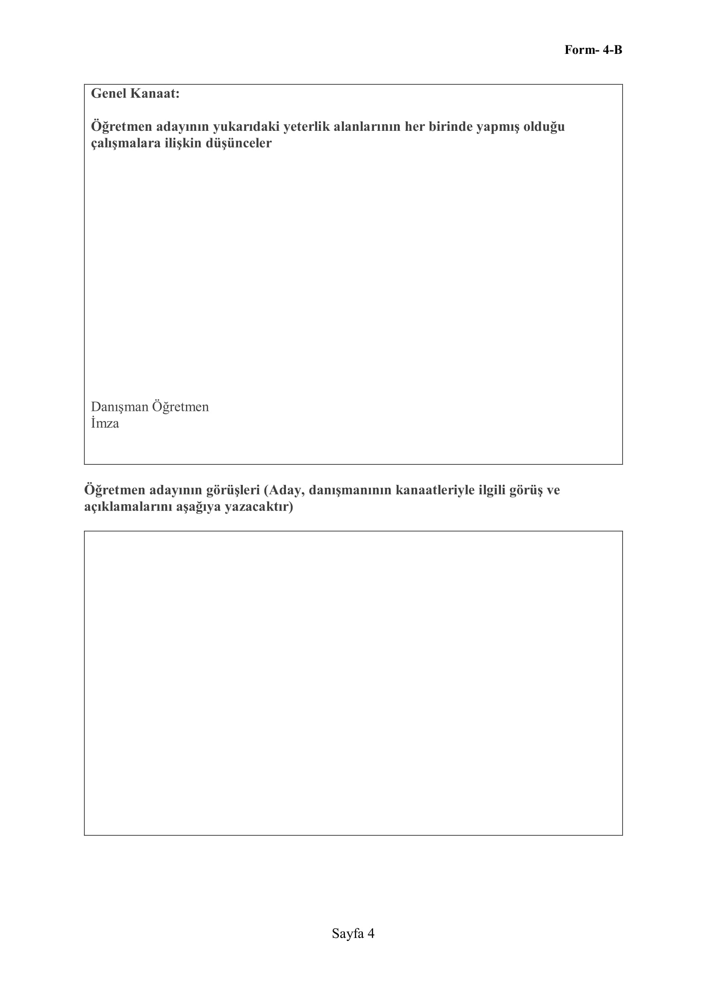 Form- 4-B
Genel Kanaat:
Öğretmen adayının yukarıdaki yeterlik alanlarının her birinde yapmış olduğu
çalışmalara ilişkin düşünceler
Danışman Öğretmen
İmza
Öğretmen adayının görüşleri (Aday, danışmanının kanaatleriyle ilgili görüş ve
açıklamalarını aşağıya yazacaktır)
Sayfa 4